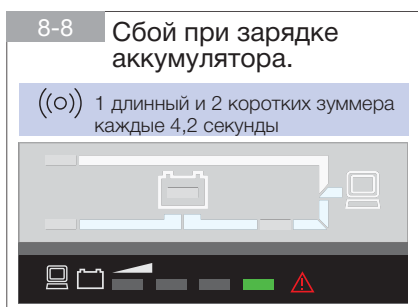 8-8
Сбой при зарядке
аккумулятора.
1 длинный и 2 коротких зуммера
каждые 4,2 секунды